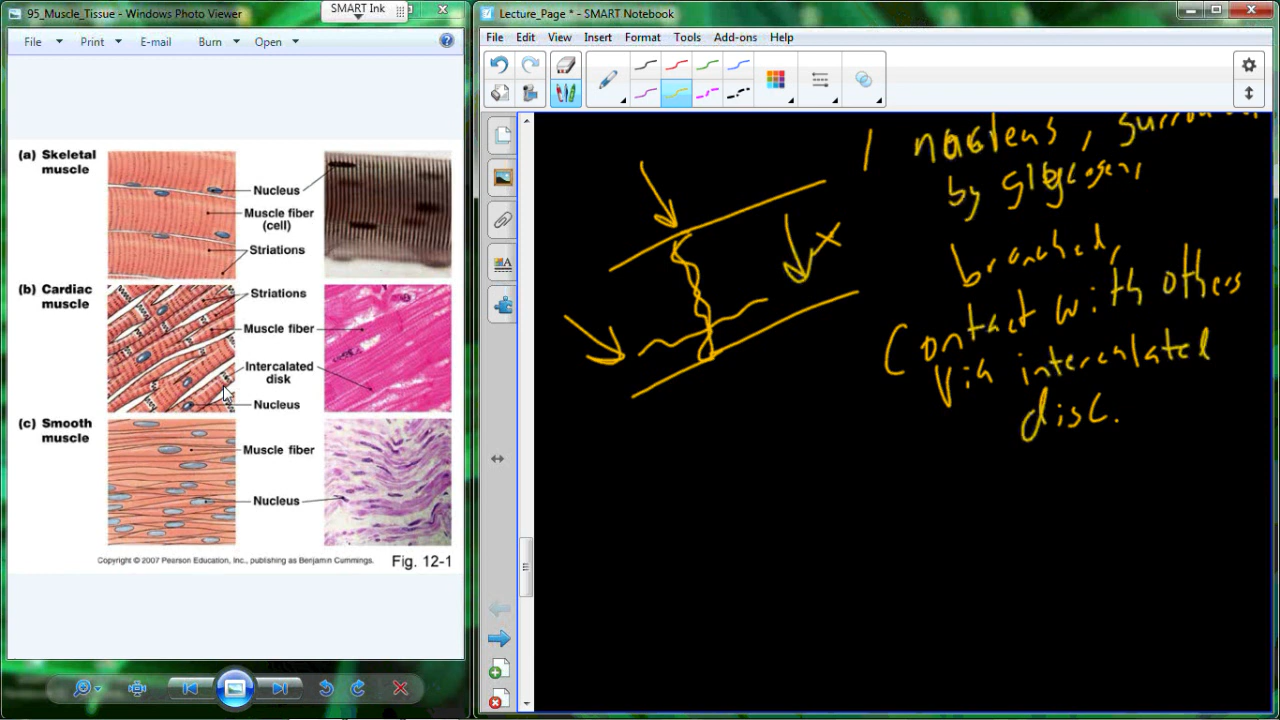 95_Muscle_Tissue - Windows Photo Viewer
SMART Ink
File Print E-mail Burn Open
(a) Skeletal
muscle
Nucleus
Muscle fiber
(cell)
Striations
(b) Cardiac
muscle
Striations
Muscle fiber
Intercalated
disk
Nucleus
(c) Smooth
muscle
Muscle fiber
Nucleus
Copyright © 2007 Pearson Education, Inc., publishing as Benjamin Cummings.
Fig. 12-1
Lecture_Page * - SMART Notebook
File Edit View Insert Format Tools Add-ons Help
1 nucleus,
by
branched,
Contact with others
via intercalated
disc.
X